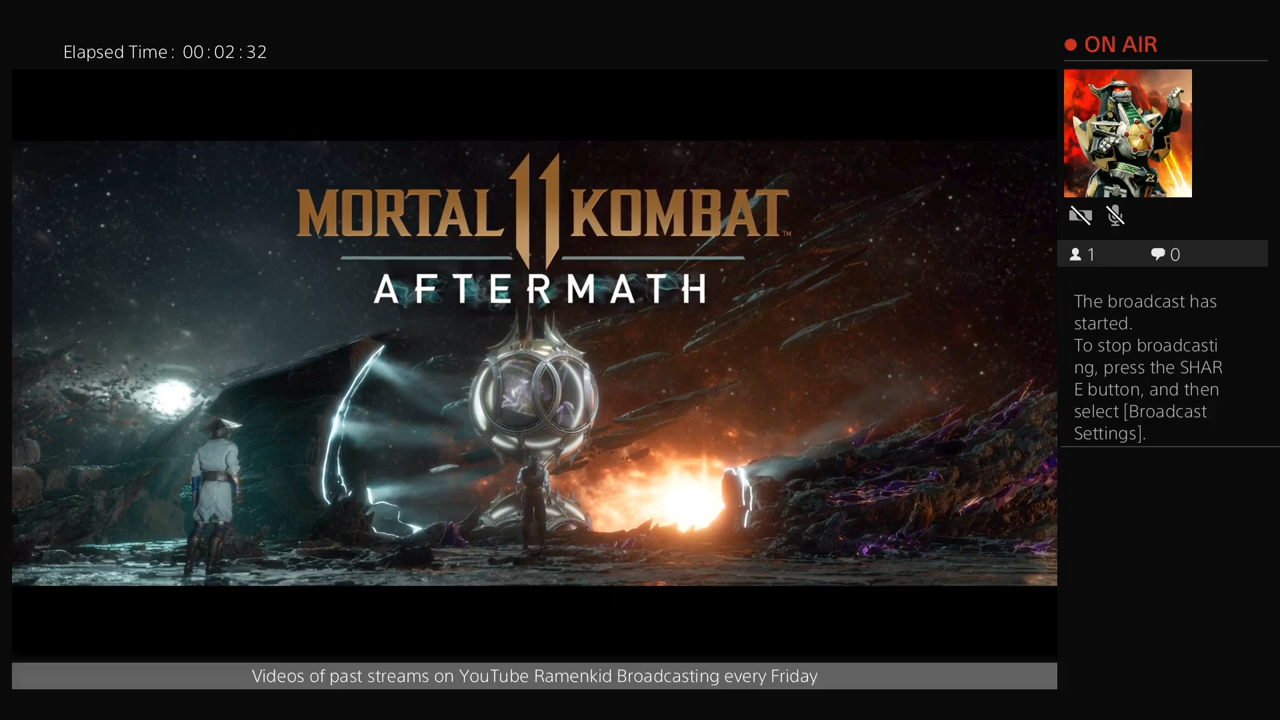 Elapsed Time: 00:02:32
ON AIR
MORTAL 11 KOMBAT™
AFTERMATH
1 0
The broadcast has
started.
To stop broadcasti
ng, press the SHAR
E button, and then
select [Broadcast
Settings].
Videos of past streams on YouTube Ramenkid Broadcasting every Friday